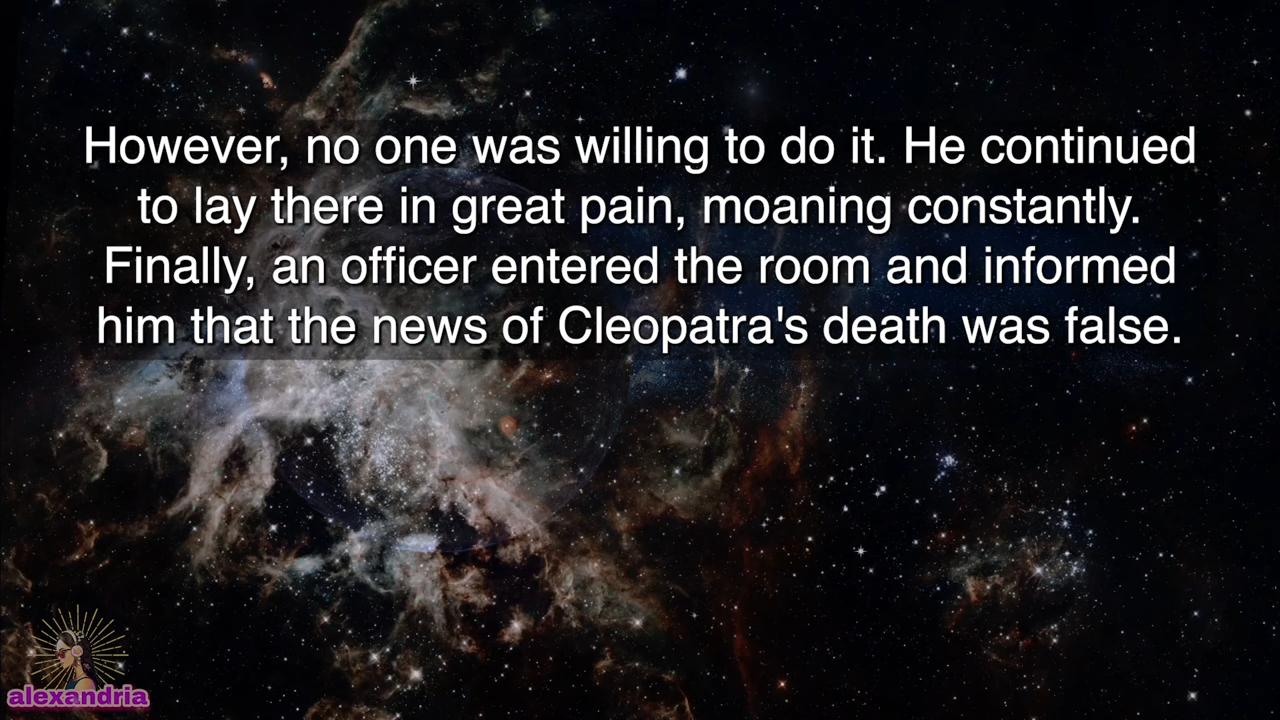 However, no one was willing to do it. He continued
to lay there in great pain, moaning constantly.
Finally, an officer entered the room and informed
him that the news of Cleopatra's death was false.
alexandria